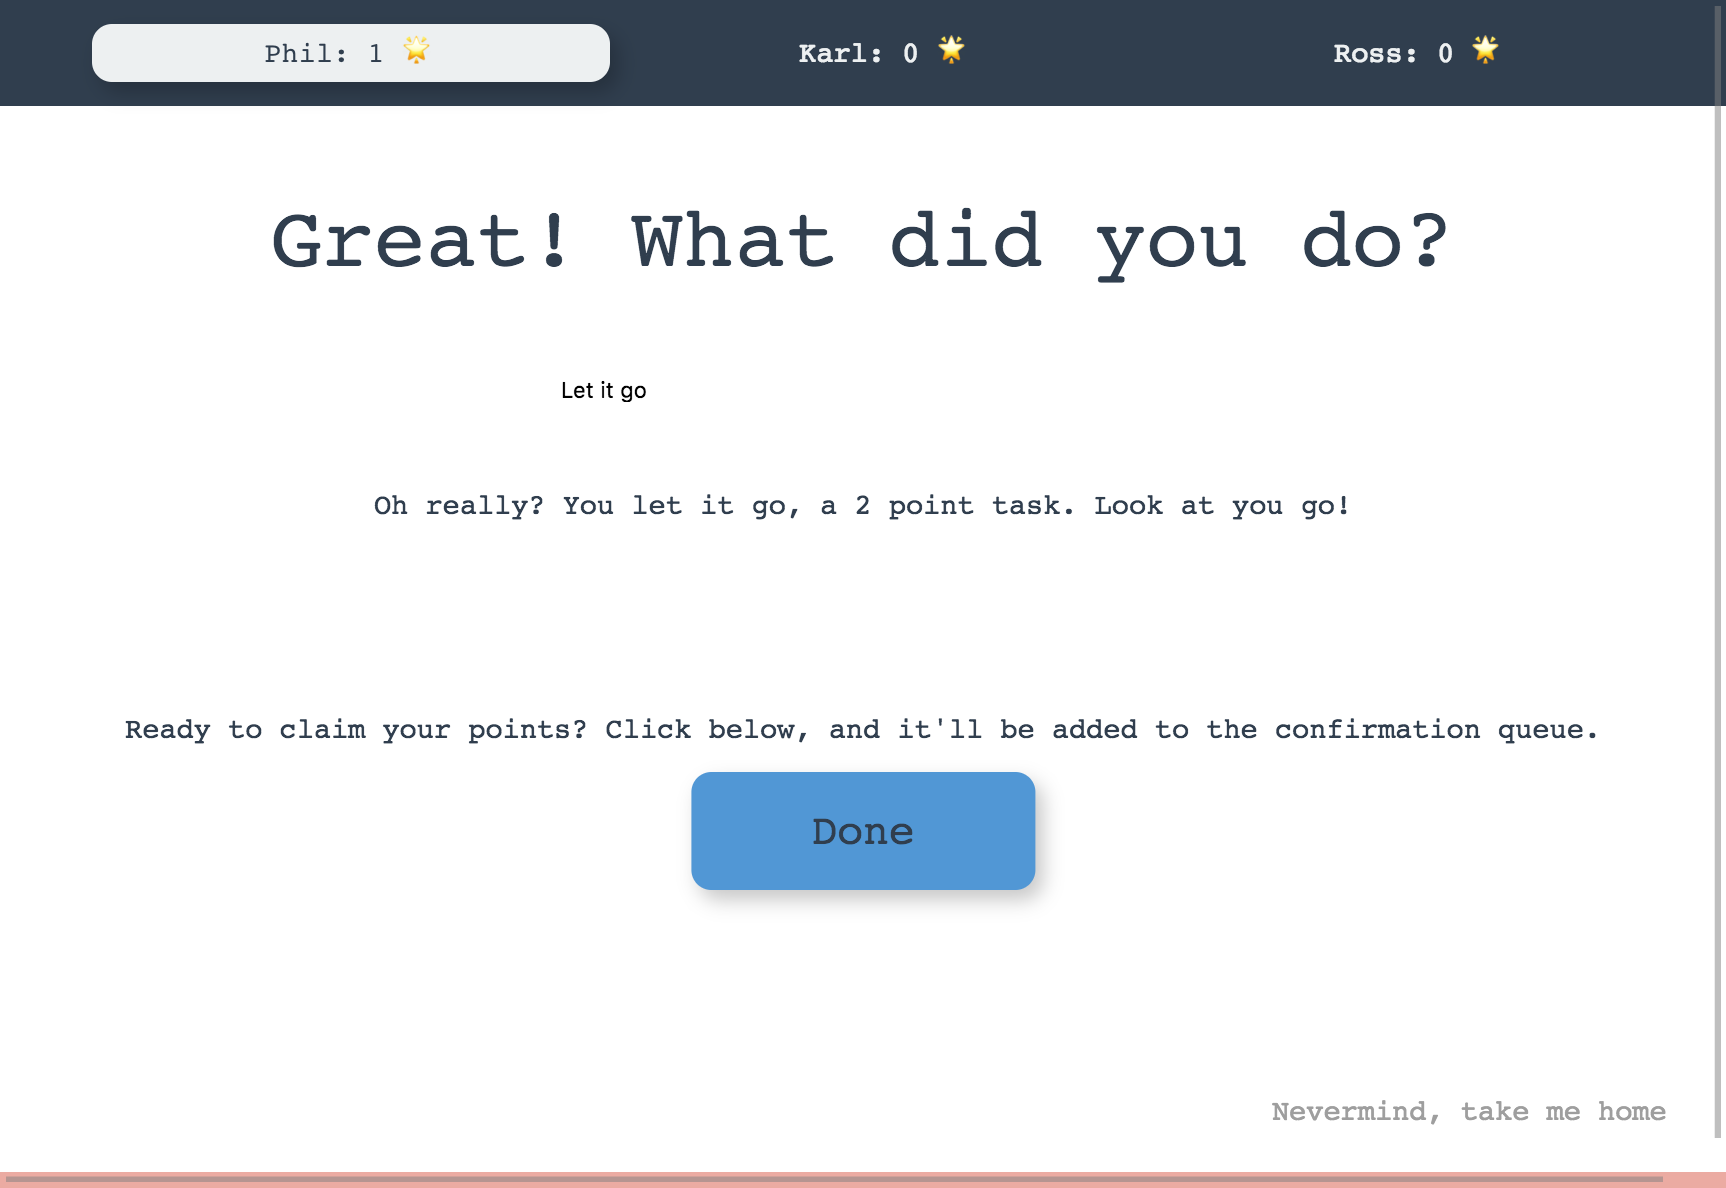 Phil: 1 🌟
Karl: 0 🌟
Ross: 0 🌟
Great! What did you do?
Let it go
Oh really? You let it go, a 2 point task. Look at you go!
Ready to claim your points? Click below, and it'll be added to the confirmation queue.
Done
Nevermind, take me home